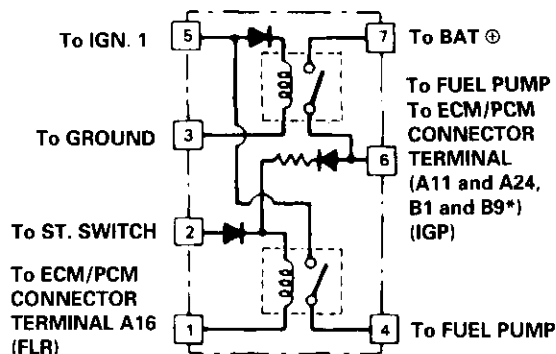 To IGN. 1
5
7
To BAT ⊕
To GROUND
3
To FUEL PUMP
To ECM/PCM
CONNECTOR
TERMINAL
(A11 and A24,
B1 and B9*)
(IGP)
6
To ST. SWITCH
2
To ECM/PCM
CONNECTOR
TERMINAL A16
(FLR)
1
4
To FUEL PUMP